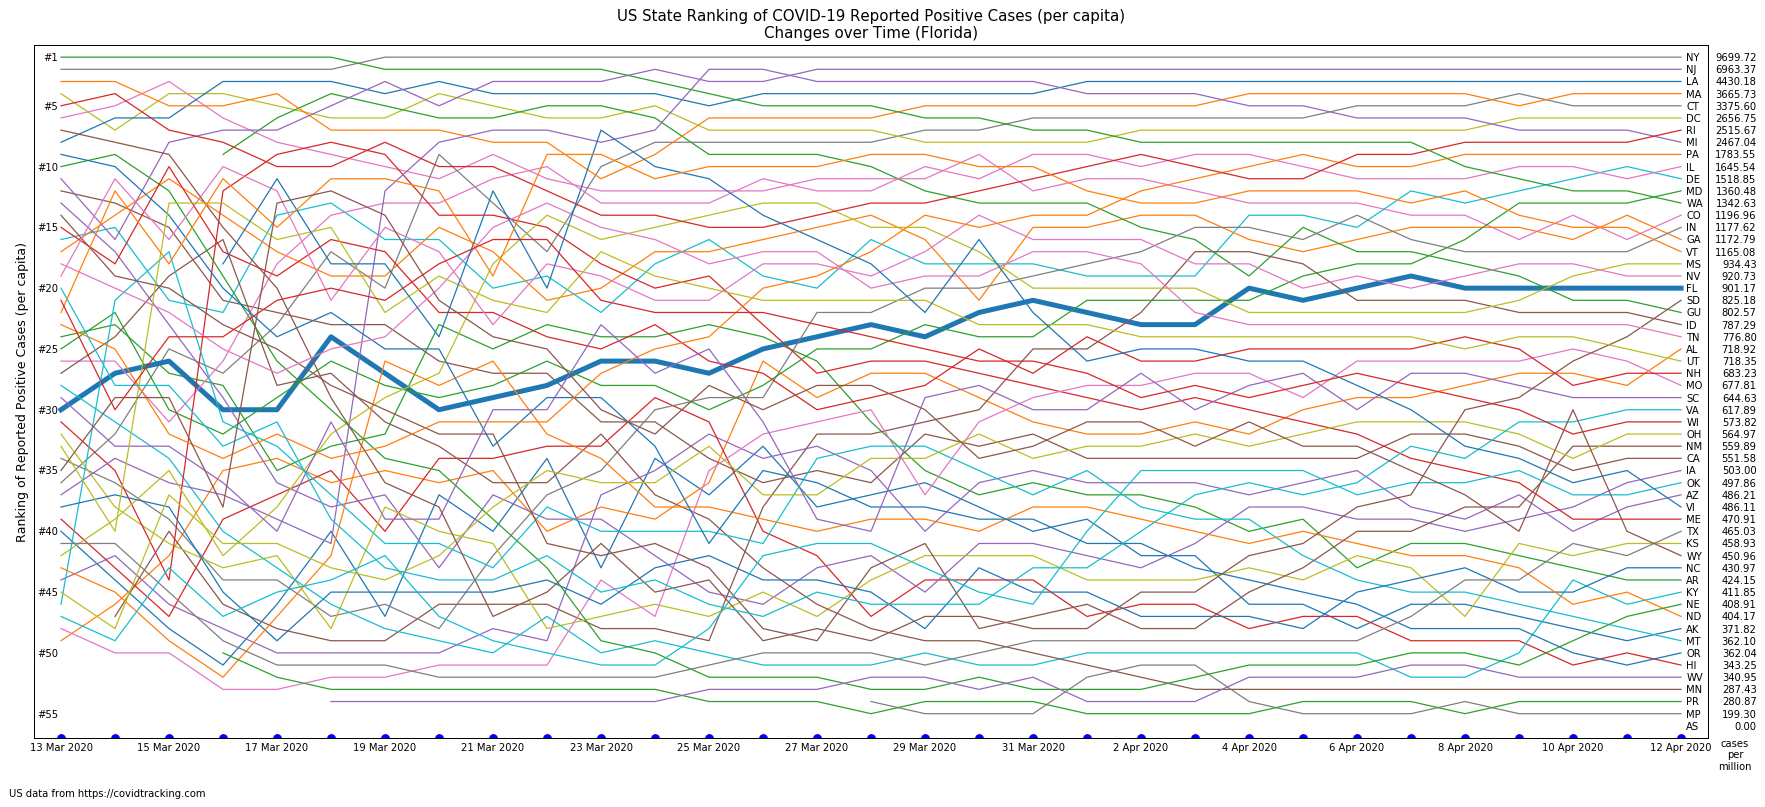 US State Ranking of COVID-19 Reported Positive Cases (per capita)
Changes over Time (Florida)
Ranking of Reported Positive Cases (per capita)
#1
#5
#10
#15
#20
#25
#30
#35
#40
#45
#50
#55
NY 9699.72
NJ 6963.37
LA 4430.18
MA 3665.73
CT 3375.60
DC 2656.75
RI 2515.67
MI 2467.04
PA 1783.55
IL 1645.54
DE 1518.85
MD 1360.48
WA 1342.63
CO 1196.96
IN 1177.62
GA 1172.79
VT 1165.08
MS 934.43
NV 920.73
FL 901.17
SD 825.18
GU 802.57
ID 787.29
TN 776.80
AL 718.92
UT 718.35
NH 683.23
MO 677.81
SC 644.63
VA 617.89
WI 573.82
OH 564.97
NM 559.89
CA 551.58
IA 503.00
OK 497.86
AZ 486.21
VI 486.11
ME 470.91
TX 465.03
KS 458.93
WY 450.96
NC 430.97
AR 424.15
KY 411.85
NE 408.91
ND 404.17
AK 371.82
MT 362.10
OR 362.04
HI 343.25
WV 340.95
MN 287.43
PR 280.87
MP 199.30
AS 0.00
13 Mar 2020 15 Mar 2020 17 Mar 2020 19 Mar 2020 21 Mar 2020 23 Mar 2020 25 Mar 2020 27 Mar 2020 29 Mar 2020 31 Mar 2020 2 Apr 2020 4 Apr 2020 6 Apr 2020 8 Apr 2020 10 Apr 2020 12 Apr 2020
cases
per
million
US data from https://covidtracking.com